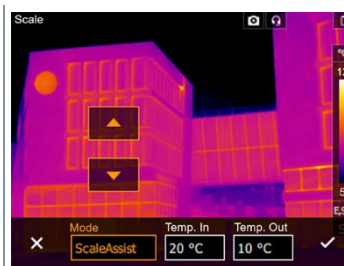 Scale
Mode
Temp. In
Temp. Out
ScaleAssist
20 °C
10 °C